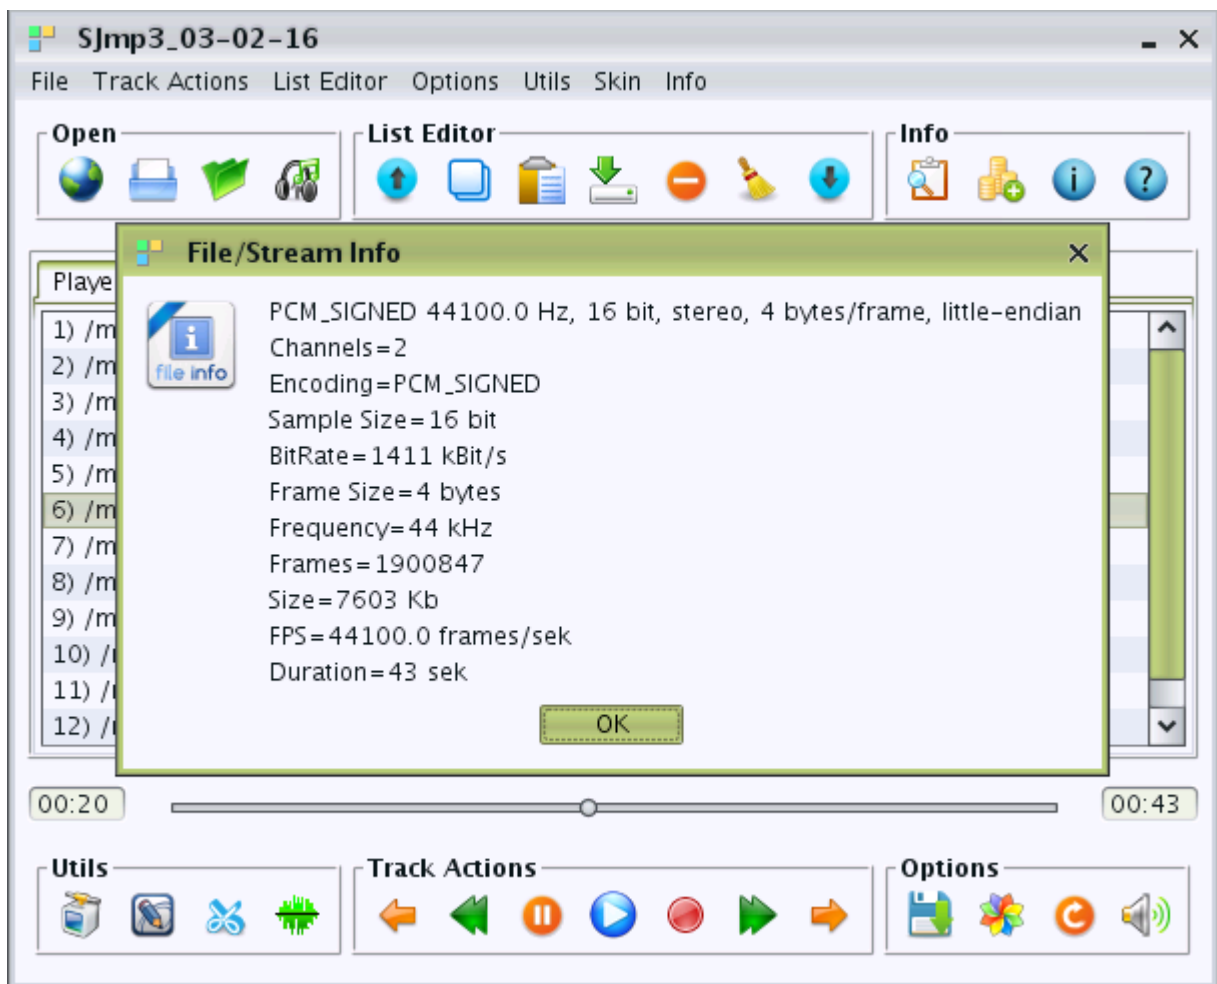 SJmp3_03-02-16
File Track Actions List Editor Options Utils Skin Info
Open List Editor Info
File/Stream Info
Playe
1) /m
2) /m
3) /m
4) /m
5) /m
6) /m
7) /m
8) /m
9) /m
10) /
11) /
12) /
file info
PCM_SIGNED 44100.0 Hz, 16 bit, stereo, 4 bytes/frame, little-endian
Channels=2
Encoding=PCM_SIGNED
Sample Size=16 bit
BitRate=1411 kBit/s
Frame Size=4 bytes
Frequency=44 kHz
Frames=1900847
Size=7603 Kb
FPS=44100.0 frames/sek
Duration=43 sek
OK
00:20 00:43
Utils Track Actions Options